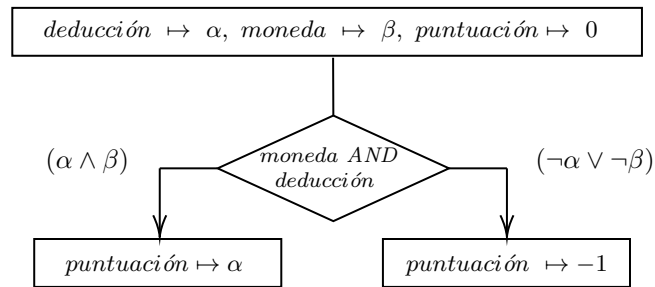 deducción ↦ α, moneda ↦ β, puntuación ↦ 0
(α ∧ β)
moneda AND
deducción
(¬α ∨ ¬β)
puntuación ↦ α
puntuación ↦ −1